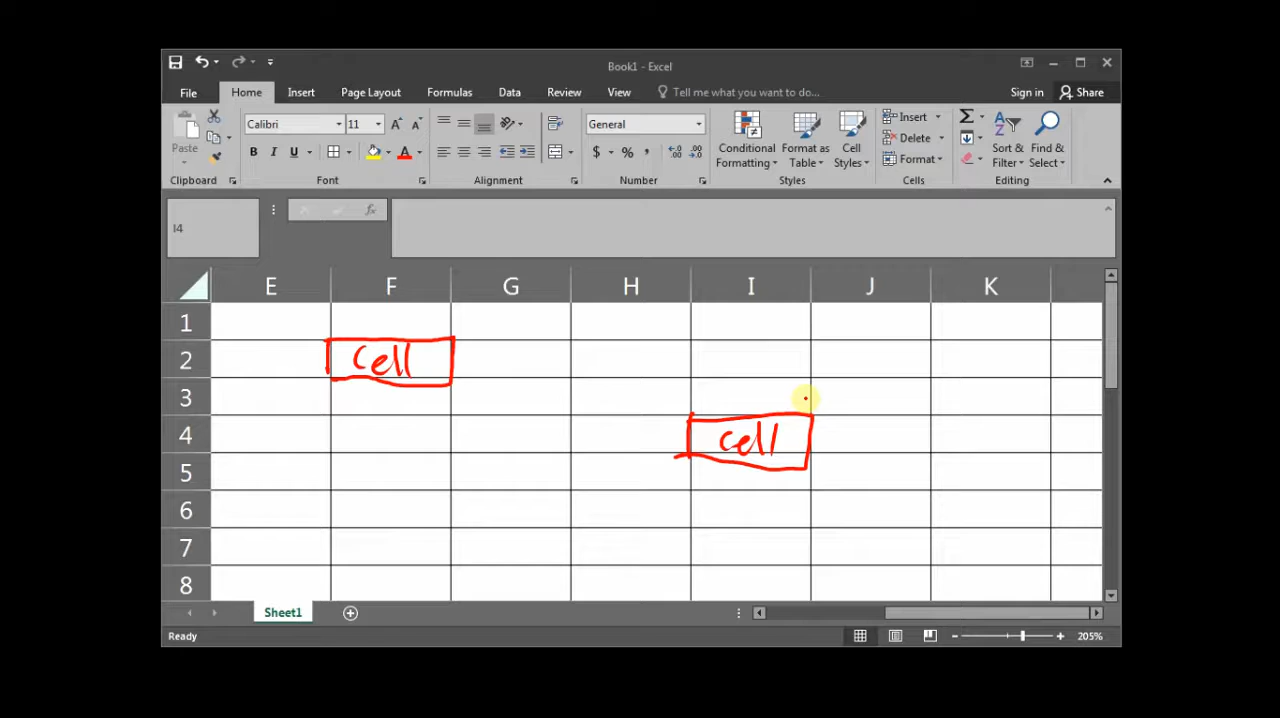 Book1 - Excel
File Home Insert Page Layout Formulas Data Review View Tell me what you want to do... Sign in Share
Calibri 11 General
Paste
B I U $ % ,
Conditional Formatting
Format as Table
Cell Styles
Insert
Delete
Format
Sort & Filter
Find & Select
Clipboard Font Alignment Number Styles Cells Editing
I4 fx
E F G H I J K
1
2 cell
3
4 cell
5
6
7
8
Sheet1
Ready 205%